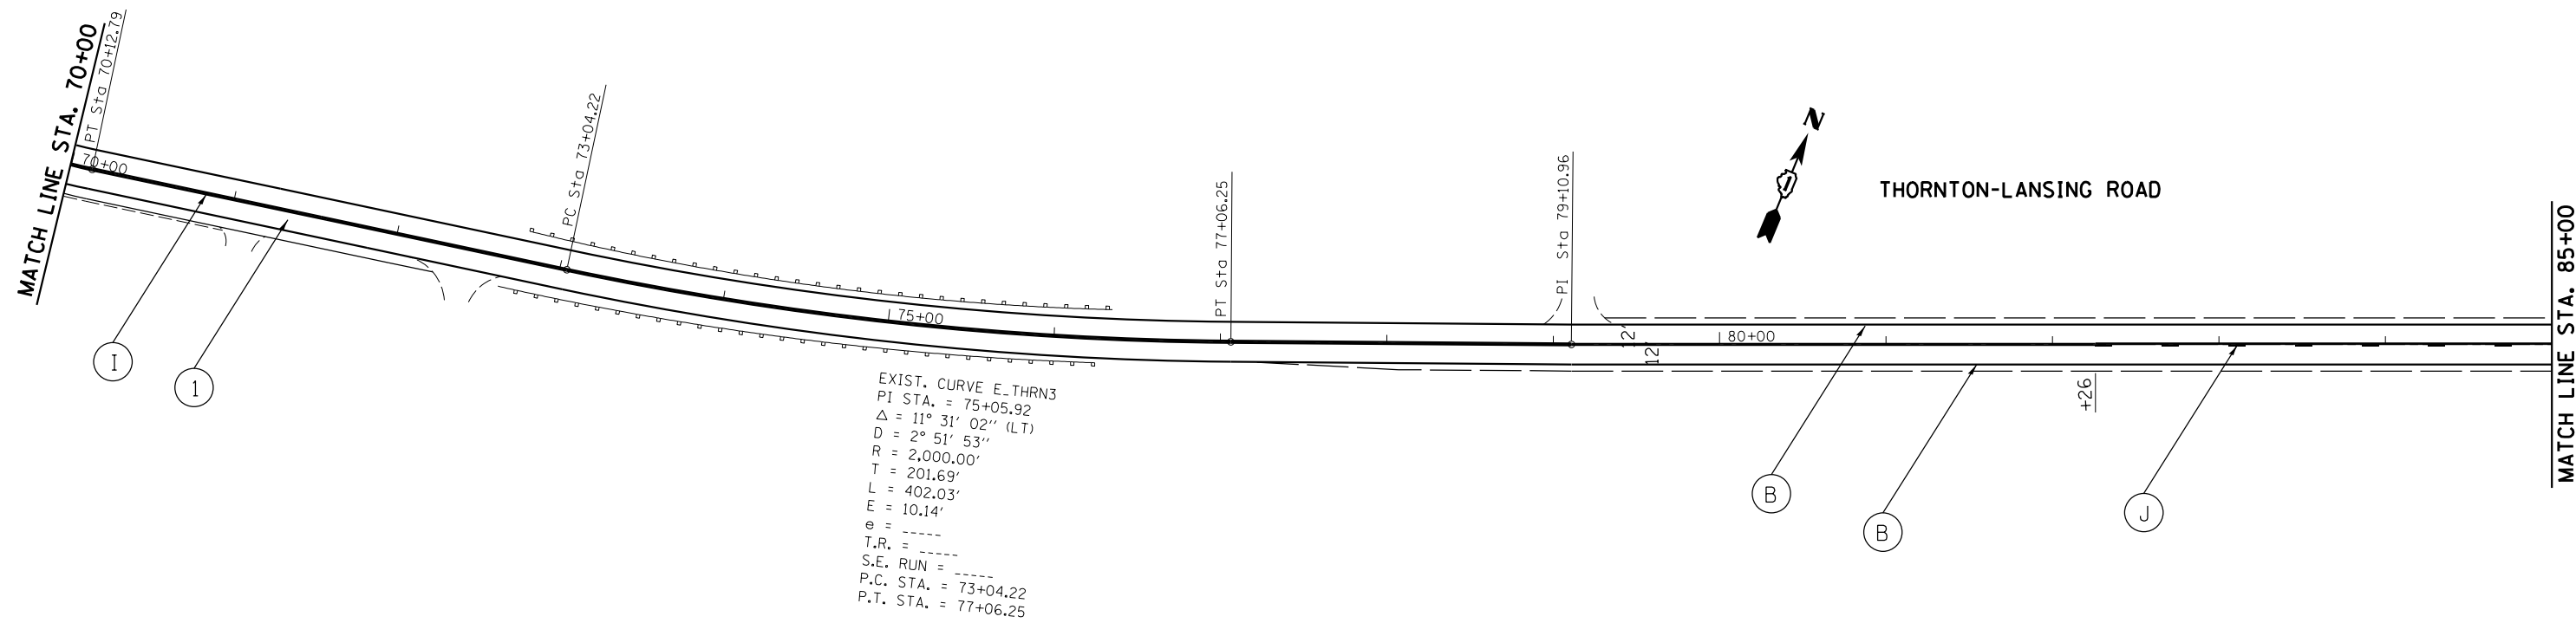 MATCH LINE STA. 70+00
PT Sta 70+12.79
70+00
PC Sta 73+04.22
75+00
PT Sta 77+06.25
PI Sta 79+10.96
12'
12'
80+00
+26
N
THORNTON-LANSING ROAD
MATCH LINE STA. 85+00
I
1
B
B
J
EXIST. CURVE E_THRN3
PI STA. = 75+05.92
Δ = 11° 31' 02'' (LT)
D = 2° 51' 53''
R = 2,000.00'
T = 201.69'
L = 402.03'
E = 10.14'
e = _____
T.R. = _____
S.E. RUN = _____
P.C. STA. = 73+04.22
P.T. STA. = 77+06.25